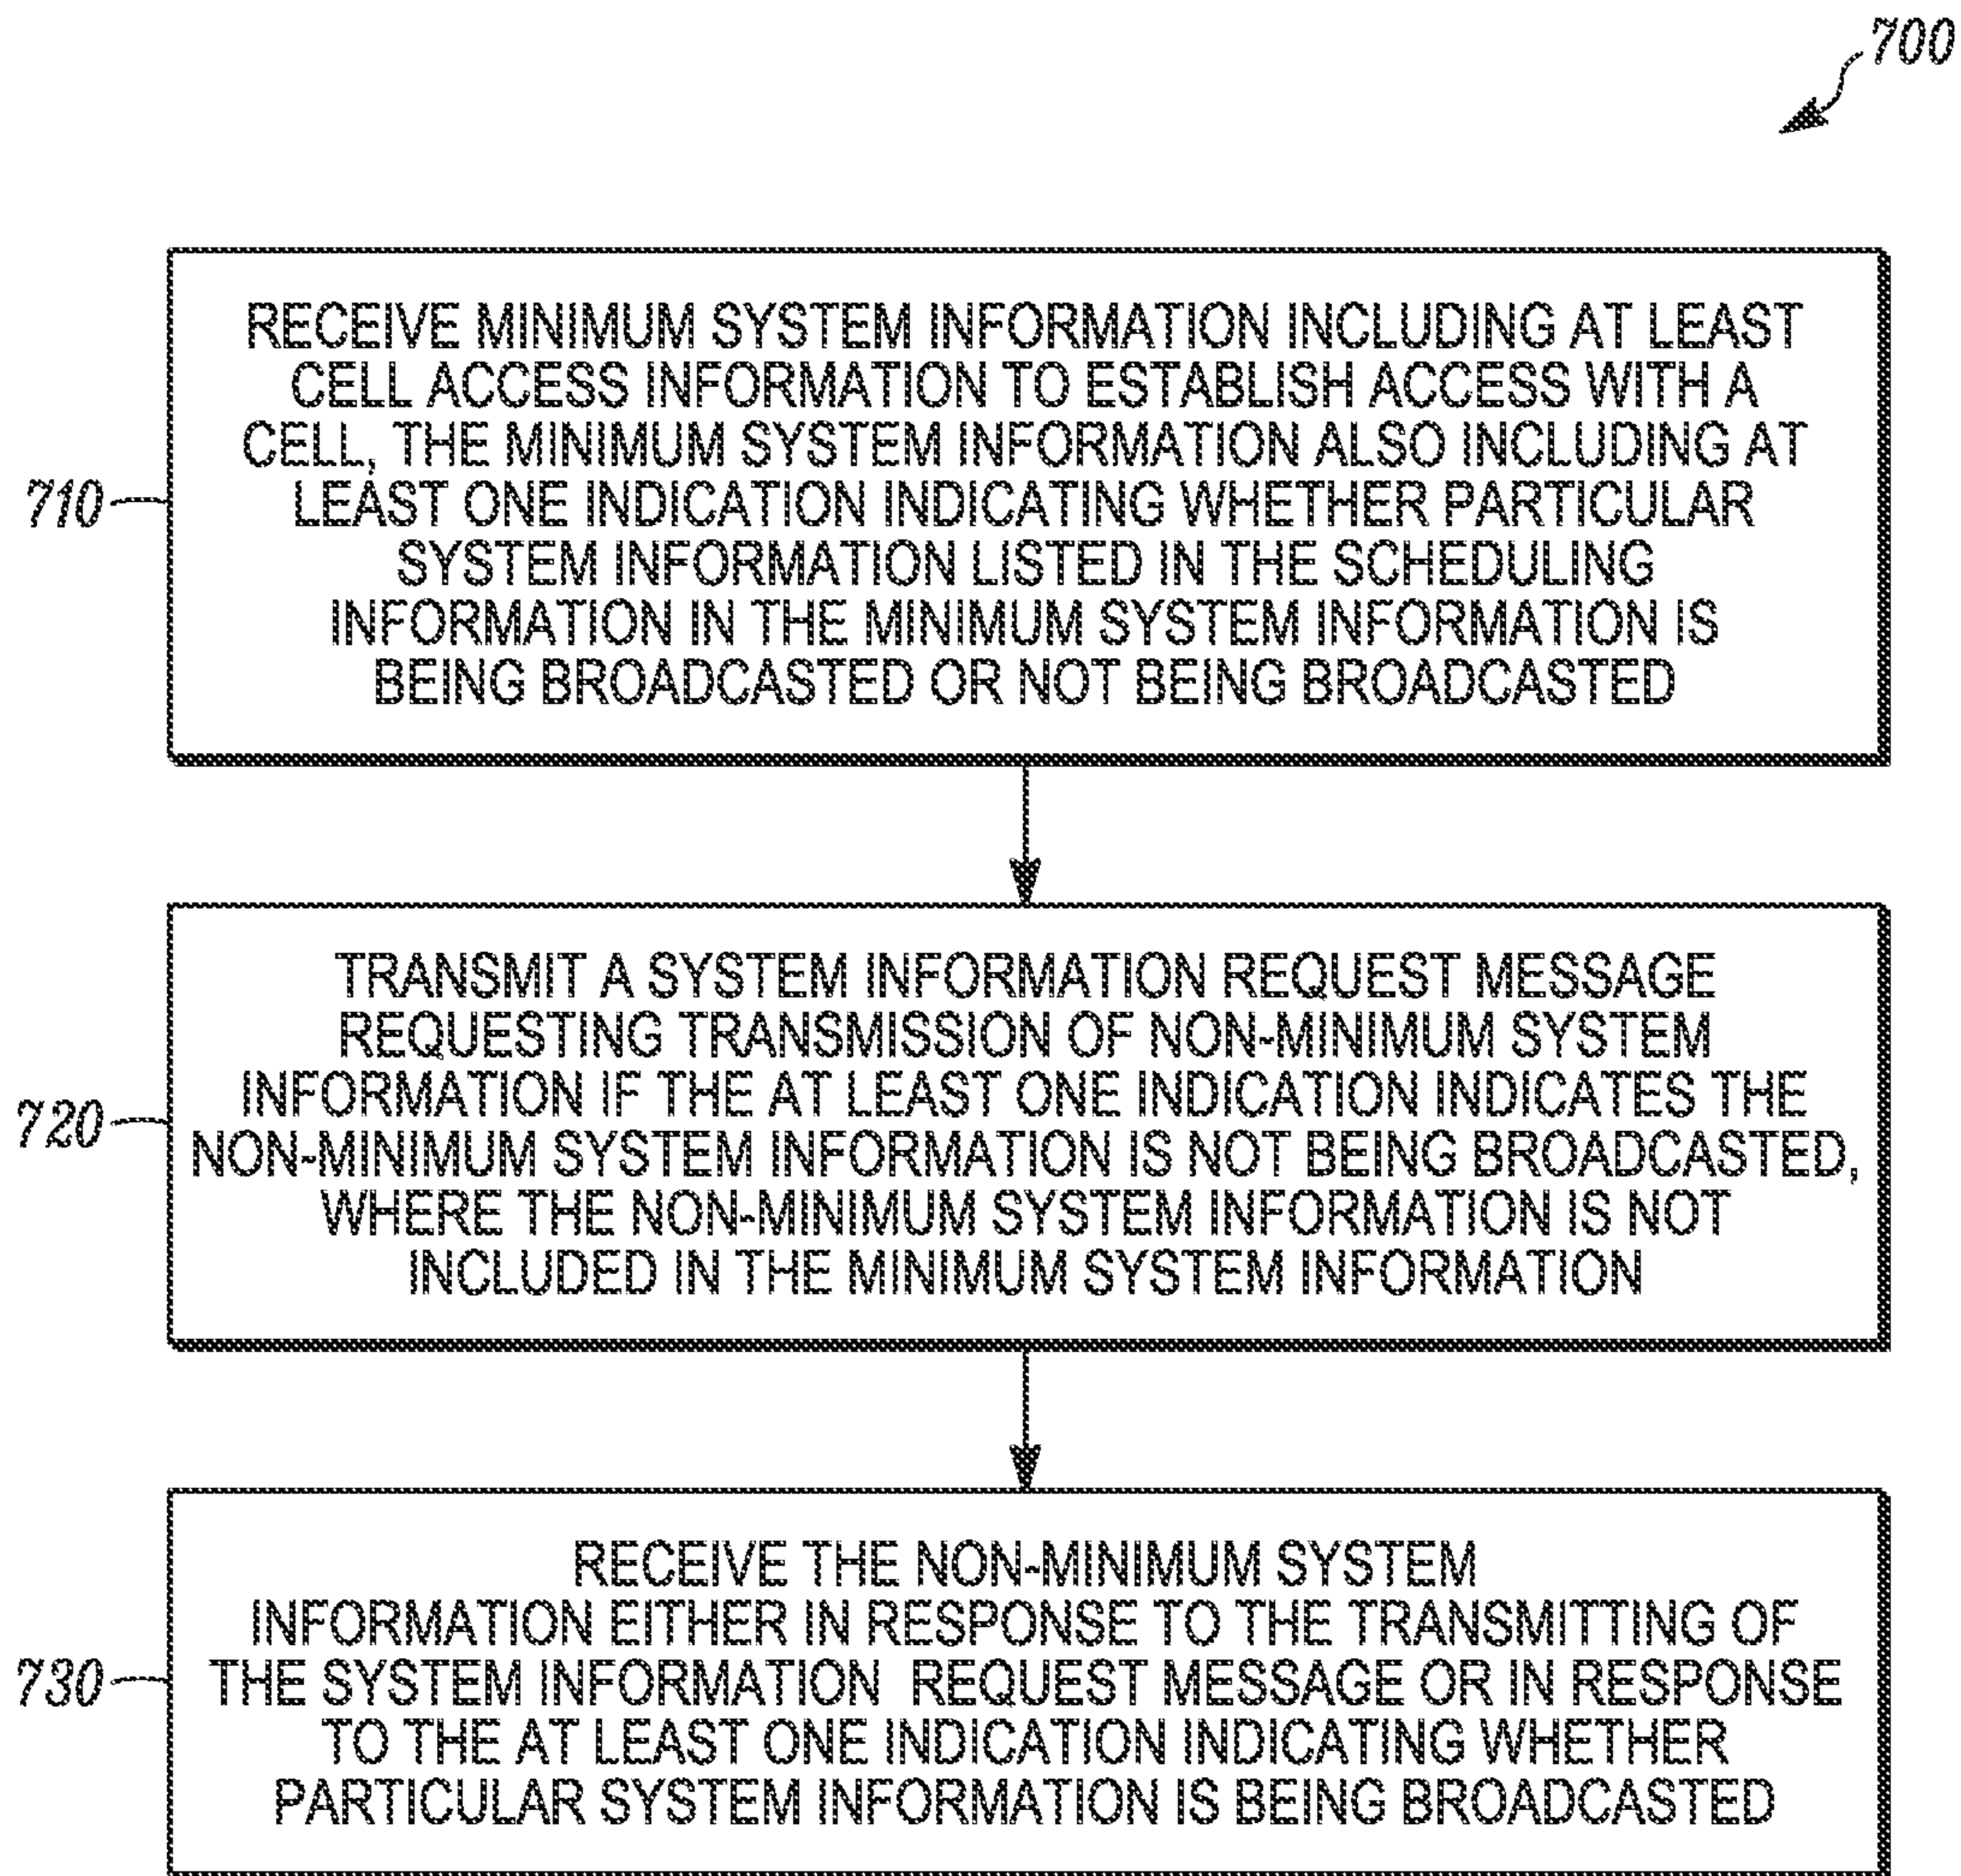 700
RECEIVE MINIMUM SYSTEM INFORMATION INCLUDING AT LEAST
CELL ACCESS INFORMATION TO ESTABLISH ACCESS WITH A
CELL, THE MINIMUM SYSTEM INFORMATION ALSO INCLUDING AT
LEAST ONE INDICATION INDICATING WHETHER PARTICULAR
SYSTEM INFORMATION LISTED IN THE SCHEDULING
INFORMATION IN THE MINIMUM SYSTEM INFORMATION IS
BEING BROADCASTED OR NOT BEING BROADCASTED
710
TRANSMIT A SYSTEM INFORMATION REQUEST MESSAGE
REQUESTING TRANSMISSION OF NON-MINIMUM SYSTEM
INFORMATION IF THE AT LEAST ONE INDICATION INDICATES THE
NON-MINIMUM SYSTEM INFORMATION IS NOT BEING BROADCASTED,
WHERE THE NON-MINIMUM SYSTEM INFORMATION IS NOT
INCLUDED IN THE MINIMUM SYSTEM INFORMATION
720
RECEIVE THE NON-MINIMUM SYSTEM
INFORMATION EITHER IN RESPONSE TO THE TRANSMITTING OF
THE SYSTEM INFORMATION REQUEST MESSAGE OR IN RESPONSE
TO THE AT LEAST ONE INDICATION INDICATING WHETHER
PARTICULAR SYSTEM INFORMATION IS BEING BROADCASTED
730